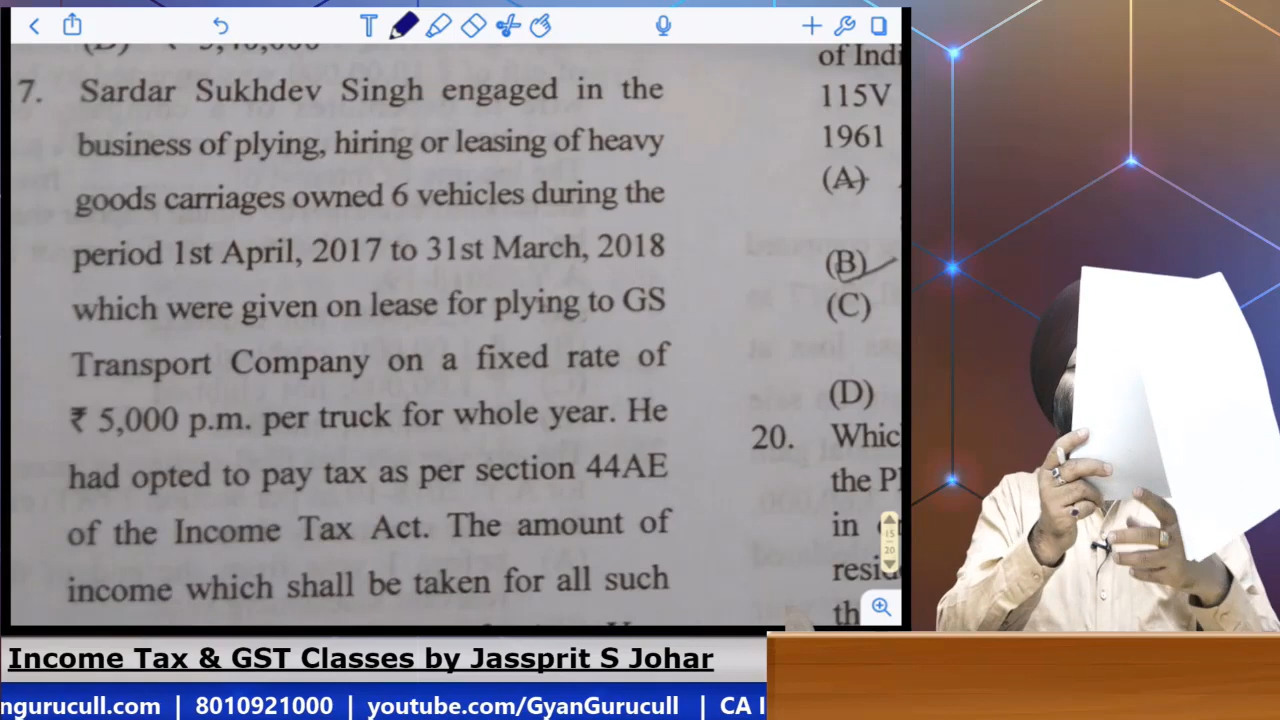 7. Sardar Sukhdev Singh engaged in the
business of plying, hiring or leasing of heavy
goods carriages owned 6 vehicles during the
period 1st April, 2017 to 31st March, 2018
which were given on lease for plying to GS
Transport Company on a fixed rate of
₹ 5,000 p.m. per truck for whole year. He
had opted to pay tax as per section 44AE
of the Income Tax Act. The amount of
income which shall be taken for all such
of Indi
115V
1961
(A)
(B)
(C)
(D)
20. Whic
the P
in
resid
th
15
20
Income Tax & GST Classes by Jassprit S Johar
ngurucull.com | 8010921000 | youtube.com/GyanGurucull | CA I